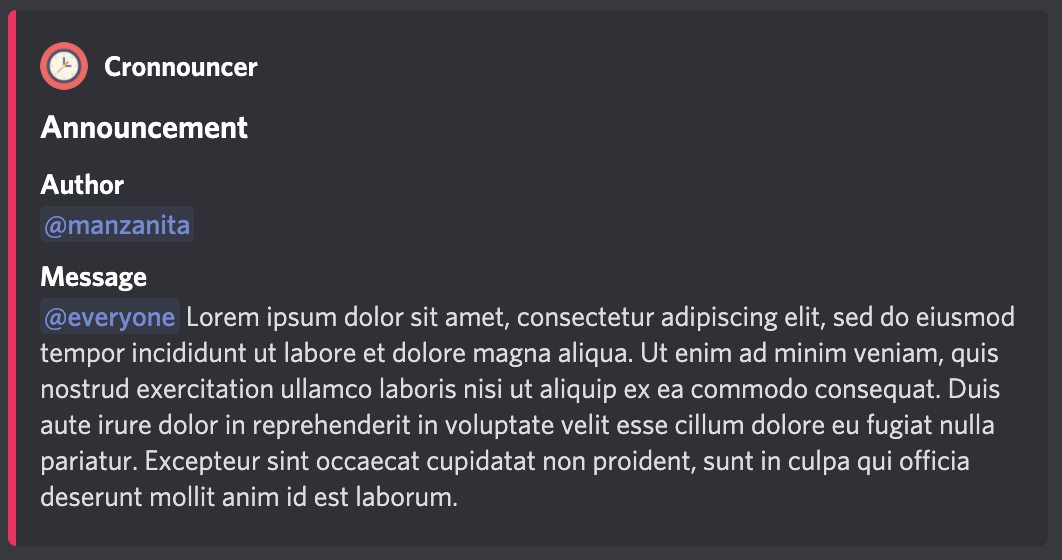 Cronnouncer
Announcement
Author
@manzanita
Message
@everyone Lorem ipsum dolor sit amet, consectetur adipiscing elit, sed do eiusmod
tempor incididunt ut labore et dolore magna aliqua. Ut enim ad minim veniam, quis
nostrud exercitation ullamco laboris nisi ut aliquip ex ea commodo consequat. Duis
aute irure dolor in reprehenderit in voluptate velit esse cillum dolore eu fugiat nulla
pariatur. Excepteur sint occaecat cupidatat non proident, sunt in culpa qui officia
deserunt mollit anim id est laborum.